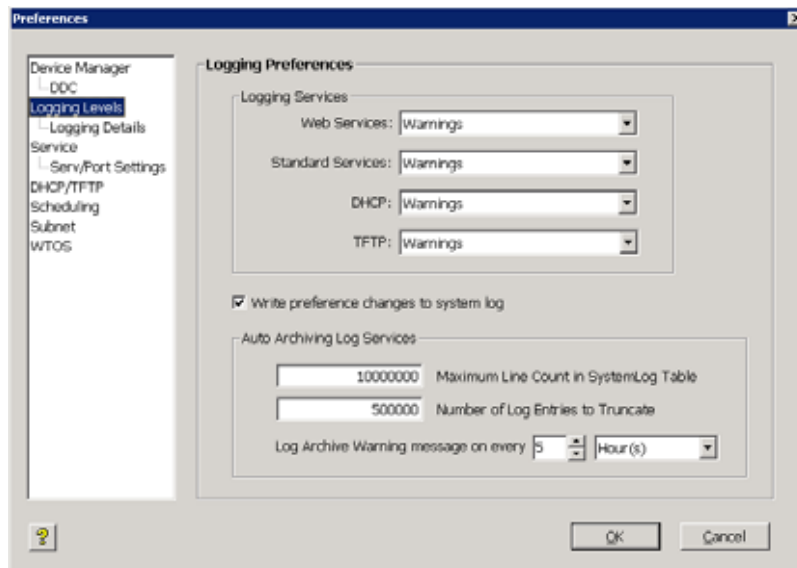 Preferences
Device Manager
DDC
Logging Levels
Logging Details
Service
Serv/Port Settings
DHCP/TFTP
Scheduling
Subnet
WTOS
Logging Preferences
Logging Services
Web Services: Warnings
Standard Services: Warnings
DHCP: Warnings
TFTP: Warnings
Write preference changes to system log
Auto Archiving Log Services
10000000 Maximum Line Count in SystemLog Table
500000 Number of Log Entries to Truncate
Log Archive Warning message on every 5 Hour(s)
?
OK
Cancel